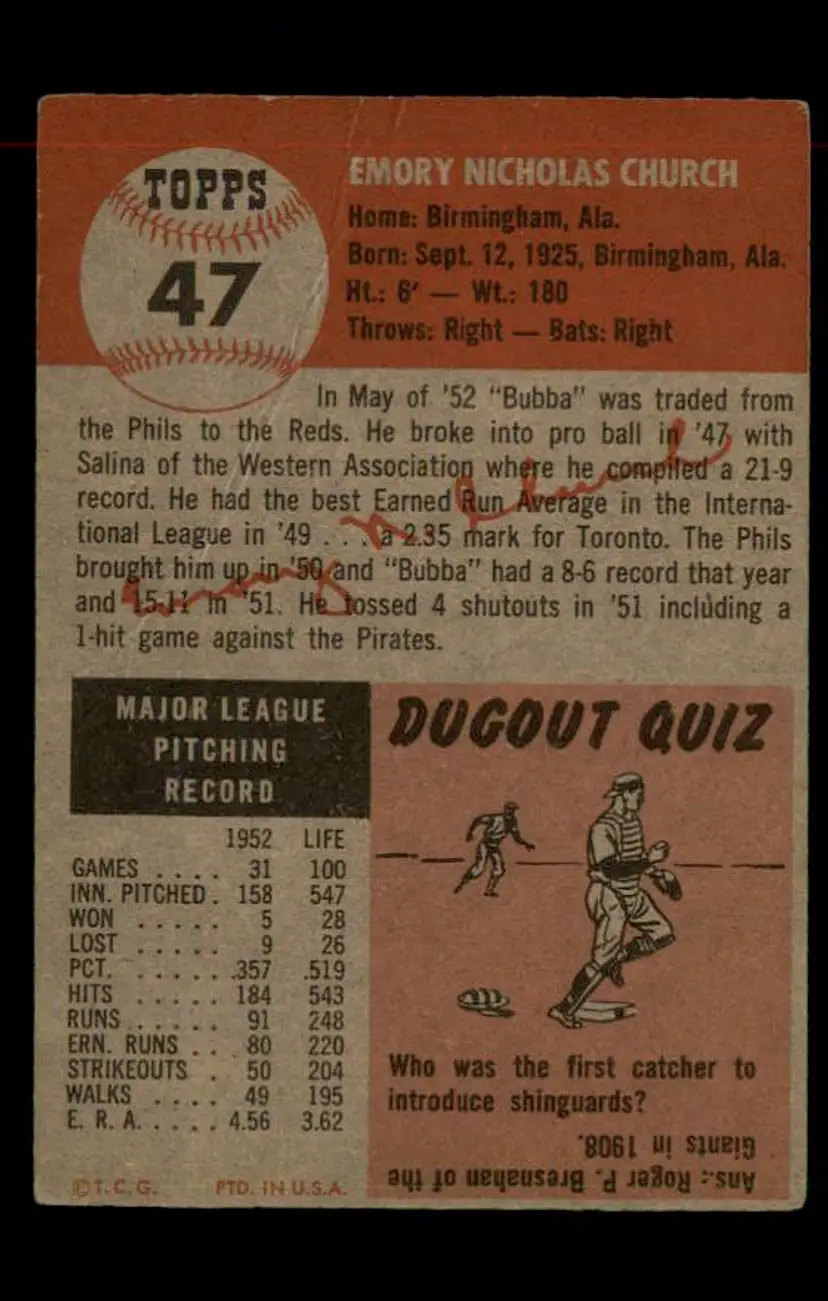 TOPPS
47
EMORY NICHOLAS CHURCH
Home: Birmingham, Ala.
Born: Sept. 12, 1925, Birmingham, Ala.
Ht.: 6' — Wt.: 180
Throws: Right — Bats: Right
In May of '52 "Bubba" was traded from
the Phils to the Reds. He broke into pro ball in '47 with
Salina of the Western Association where he compiled a 21-9
record. He had the best Earned Run Average in the Interna-
tional League in '49 . . . a 2.35 mark for Toronto. The Phils
brought him up in '50 and "Bubba" had a 8-6 record that year
and 15-11 in '51. He tossed 4 shutouts in '51 including a
1-hit game against the Pirates.
Emory N Church
MAJOR LEAGUE
PITCHING
RECORD
1952 LIFE
GAMES . . . . 31 100
INN. PITCHED . 158 547
WON . . . . . 5 28
LOST . . . . . 9 26
PCT. . . . . . .357 .519
HITS . . . . . 184 543
RUNS . . . . . 91 248
ERN. RUNS . . 80 220
STRIKEOUTS . 50 204
WALKS . . . . 49 195
E. R. A. . . . . 4.56 3.62
©T.C.G. PTD. IN U.S.A.
DUGOUT QUIZ
Who was the first catcher to
introduce shinguards?
Ans.: Roger P. Bresnahan of the
Giants in 1908.